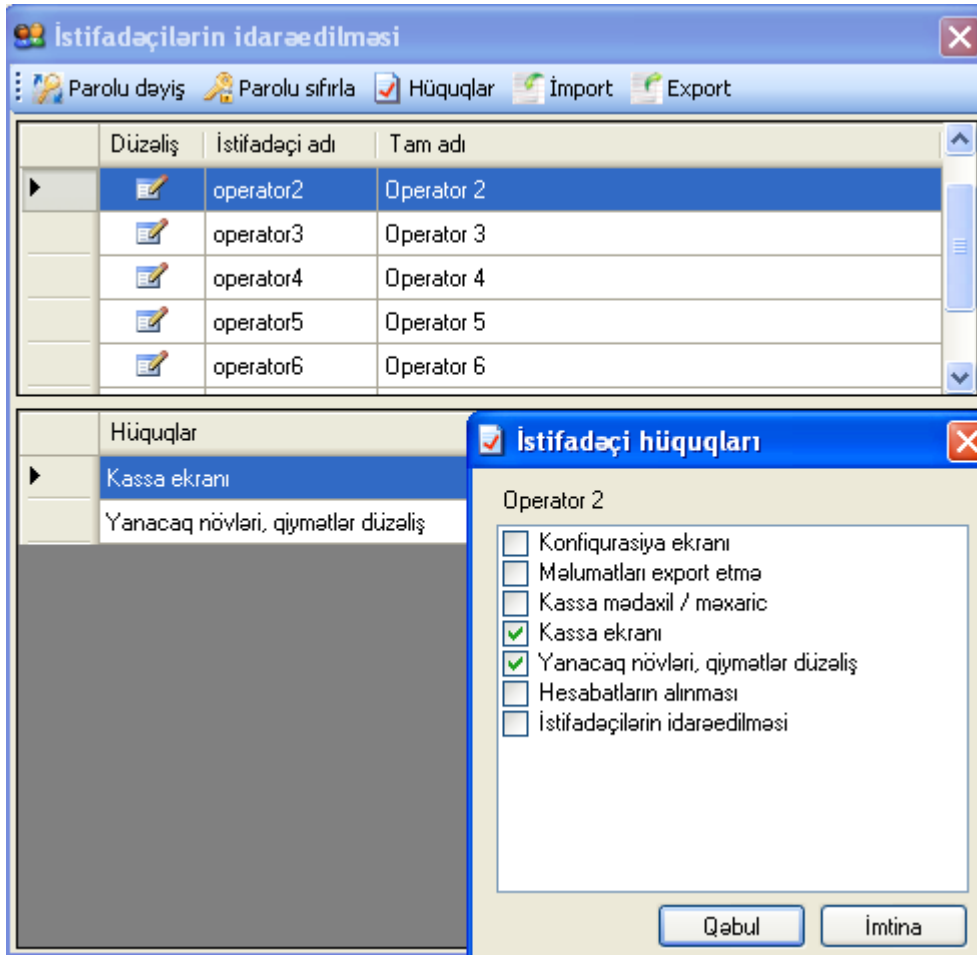 İstifadəçilərin idarəedilməsi
Parolu dəyiş Parolu sıfırla Hüquqlar İmport Export
Düzəliş İstifadəçi adı Tam adı
operator2 Operator 2
operator3 Operator 3
operator4 Operator 4
operator5 Operator 5
operator6 Operator 6
Hüquqlar
Kassa ekranı
Yanacaq növləri, qiymətlər düzəliş
İstifadəçi hüquqları
Operator 2
Konfiqurasiya ekranı
Məlumatları export etmə
Kassa mədaxil / məxaric
Kassa ekranı
Yanacaq növləri, qiymətlər düzəliş
Hesabatların alınması
İstifadəçilərin idarəedilməsi
Qəbul İmtina